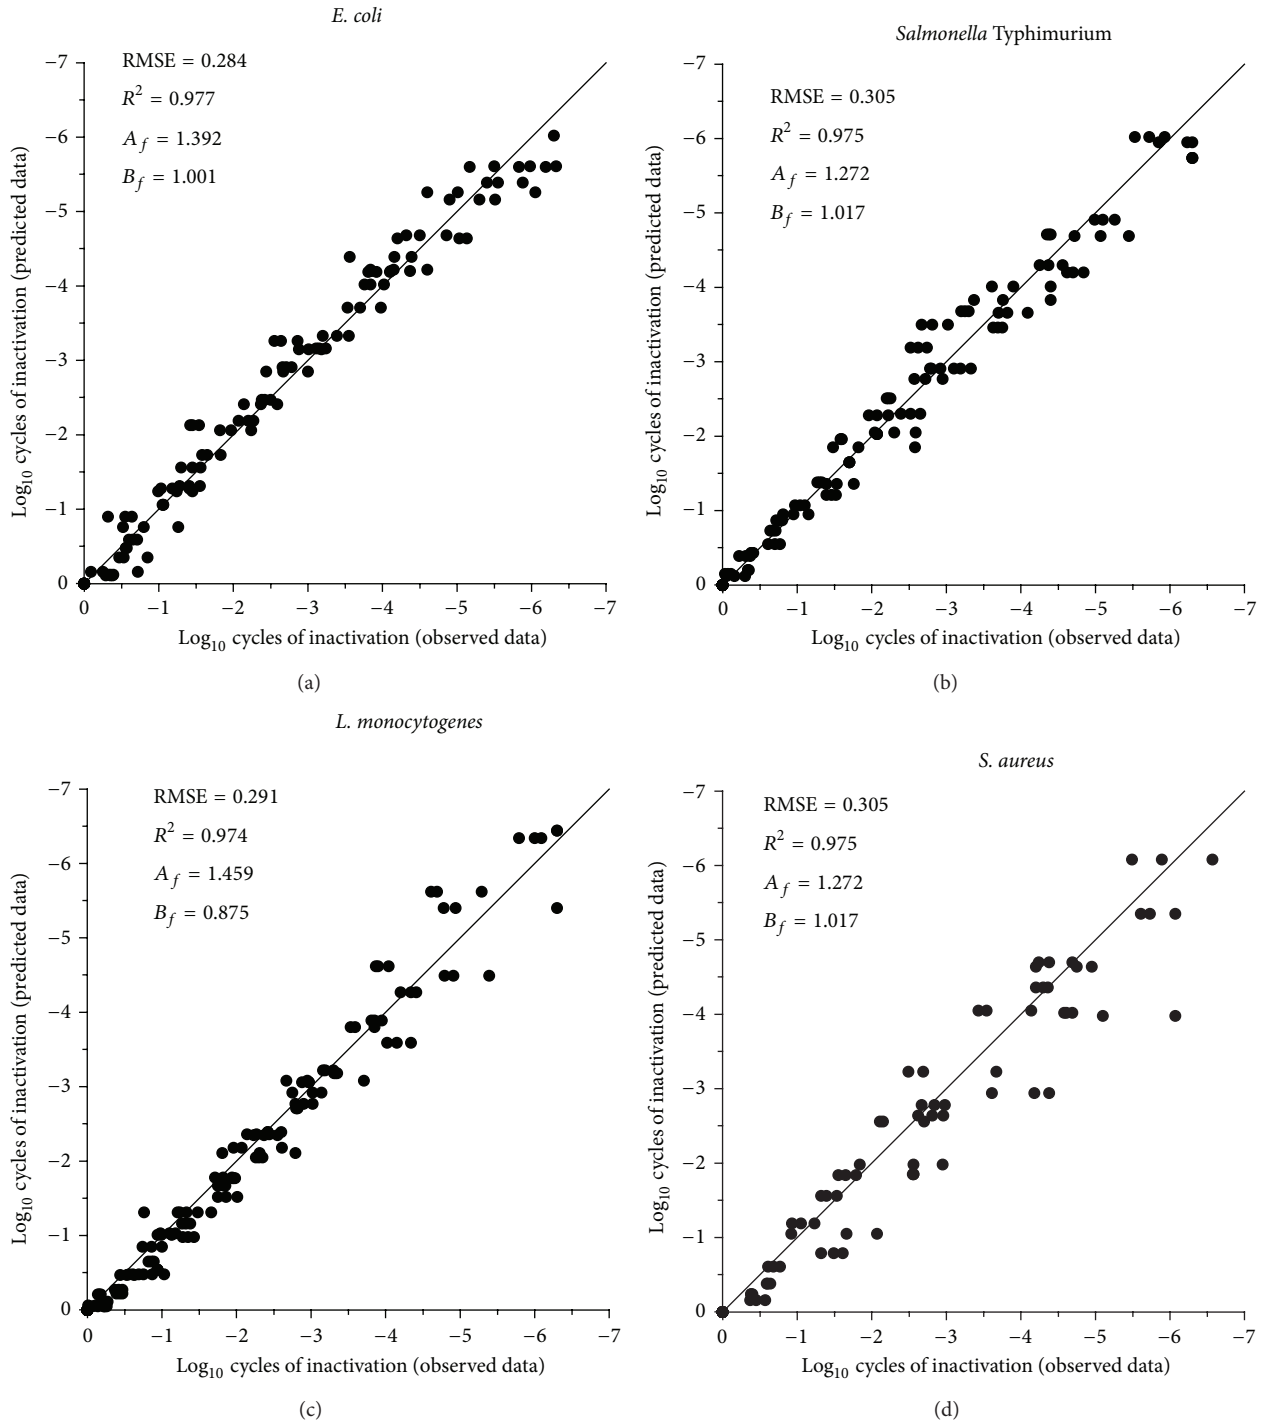 E. coli
RMSE = 0.284
R² = 0.977
A_f = 1.392
B_f = 1.001
−7
−6
−5
−4
−3
−2
−1
0
Log₁₀ cycles of inactivation (predicted data)
0 −1 −2 −3 −4 −5 −6 −7
Log₁₀ cycles of inactivation (observed data)
(a)
Salmonella Typhimurium
RMSE = 0.305
R² = 0.975
A_f = 1.272
B_f = 1.017
−7
−6
−5
−4
−3
−2
−1
0
Log₁₀ cycles of inactivation (predicted data)
0 −1 −2 −3 −4 −5 −6 −7
Log₁₀ cycles of inactivation (observed data)
(b)
L. monocytogenes
RMSE = 0.291
R² = 0.974
A_f = 1.459
B_f = 0.875
−7
−6
−5
−4
−3
−2
−1
0
Log₁₀ cycles of inactivation (predicted data)
0 −1 −2 −3 −4 −5 −6 −7
Log₁₀ cycles of inactivation (observed data)
(c)
S. aureus
RMSE = 0.305
R² = 0.975
A_f = 1.272
B_f = 1.017
−7
−6
−5
−4
−3
−2
−1
0
Log₁₀ cycles of inactivation (predicted data)
0 −1 −2 −3 −4 −5 −6 −7
Log₁₀ cycles of inactivation (observed data)
(d)